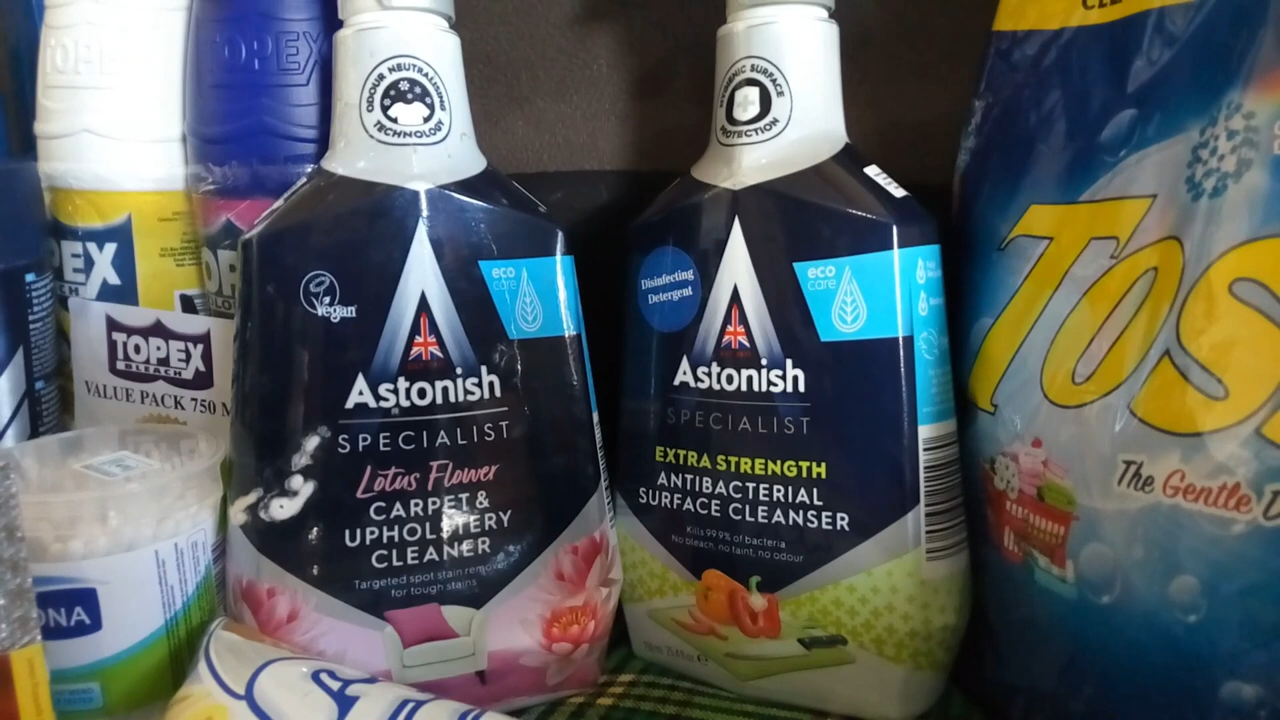 TOPEX
TOPEX
TOPEX
BLEACH
VALUE PACK 750
ODOUR NEUTRALISING
TECHNOLOGY
Vegan
eco
care
Astonish
SPECIALIST
Lotus Flower
CARPET &
UPHOLSTERY
CLEANER
Targeted spot stain remover
for tough stains
HYGIENIC SURFACE
PROTECTION
Disinfecting
Detergent
eco
care
Astonish
SPECIALIST
EXTRA STRENGTH
ANTIBACTERIAL
SURFACE CLEANSER
Kills 99.9% of bacteria
No bleach, no taint, no odour
TOS
The Gentle